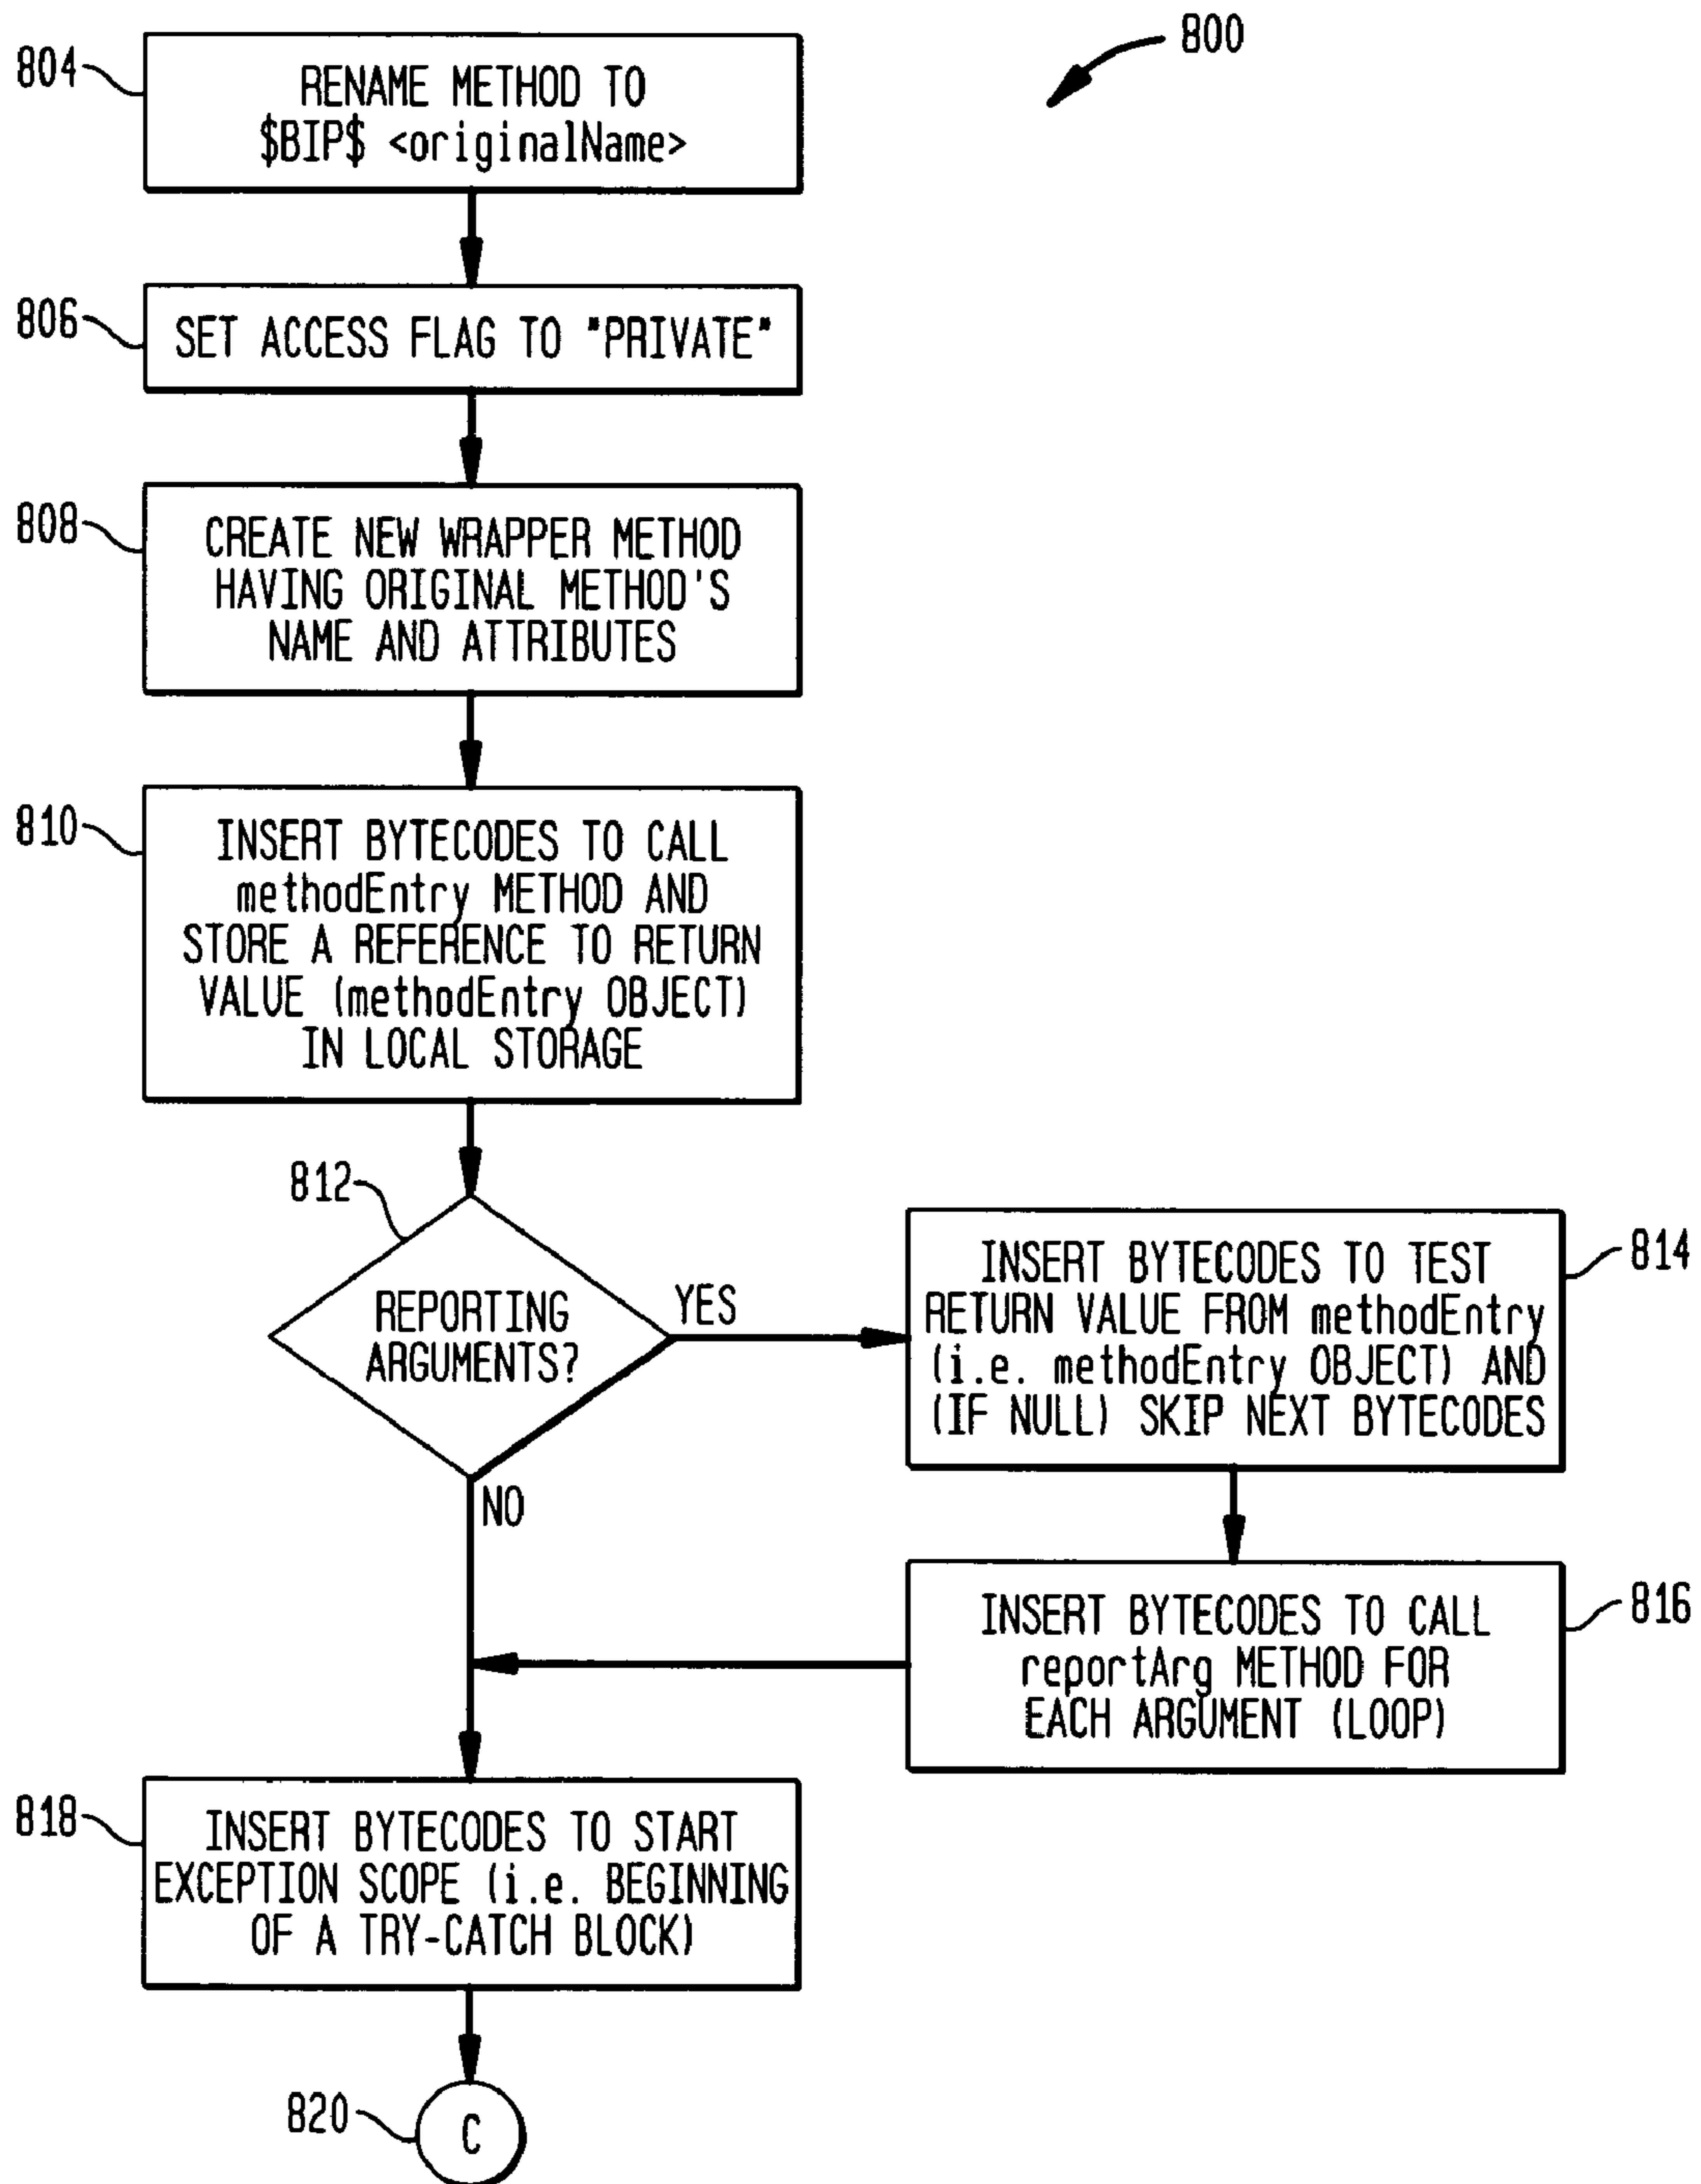 800
804
RENAME METHOD TO
$BIP$ <originalName>
806
SET ACCESS FLAG TO "PRIVATE"
808
CREATE NEW WRAPPER METHOD
HAVING ORIGINAL METHOD'S
NAME AND ATTRIBUTES
810
INSERT BYTECODES TO CALL
methodEntry METHOD AND
STORE A REFERENCE TO RETURN
VALUE (methodEntry OBJECT)
IN LOCAL STORAGE
812
REPORTING
ARGUMENTS?
YES
NO
814
INSERT BYTECODES TO TEST
RETURN VALUE FROM methodEntry
(i.e. methodEntry OBJECT) AND
(IF NULL) SKIP NEXT BYTECODES
816
INSERT BYTECODES TO CALL
reportArg METHOD FOR
EACH ARGUMENT (LOOP)
818
INSERT BYTECODES TO START
EXCEPTION SCOPE (i.e. BEGINNING
OF A TRY-CATCH BLOCK)
820
C